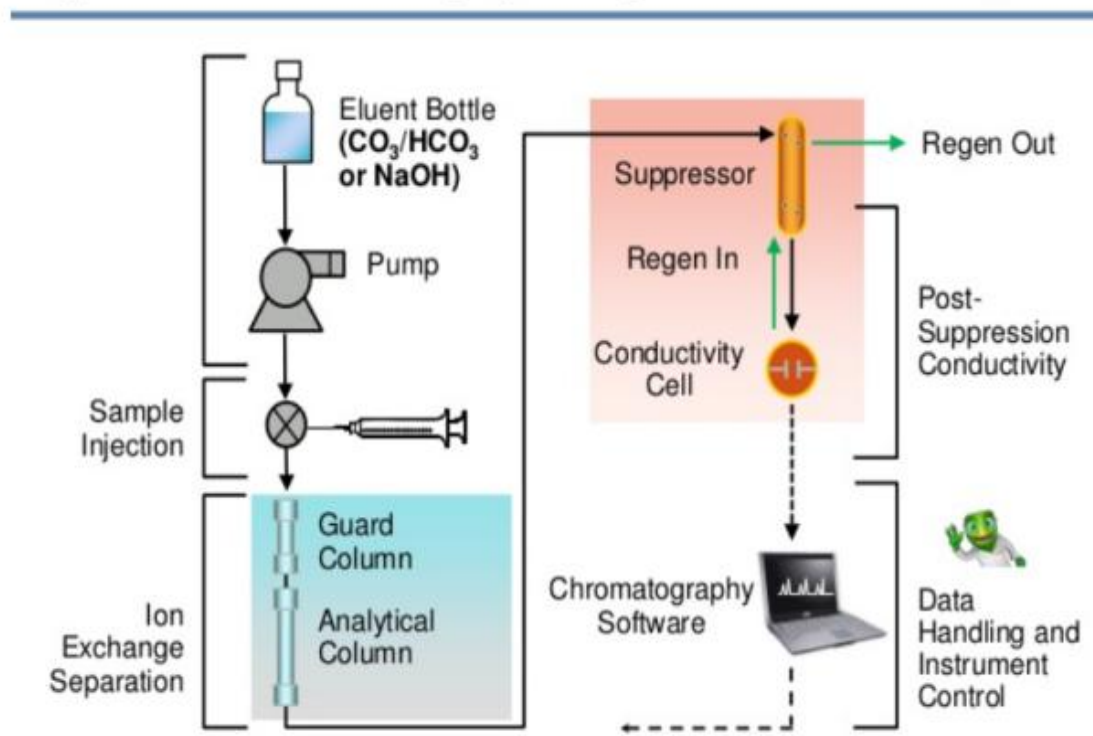 Eluent Bottle
(CO₃/HCO₃
or NaOH)
Pump
Sample
Injection
Guard
Column
Analytical
Column
Ion
Exchange
Separation
Suppressor
Regen Out
Regen In
Conductivity
Cell
Post-
Suppression
Conductivity
Chromatography
Software
Data
Handling and
Instrument
Control